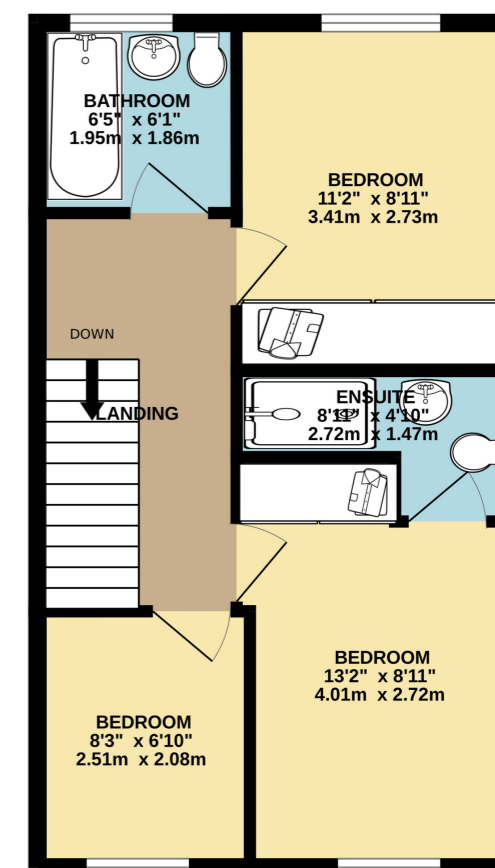 BATHROOM
6'5" x 6'1"
1.95m x 1.86m
BEDROOM
11'2" x 8'11"
3.41m x 2.73m
DOWN
LANDING
ENSUITE
8'11" x 4'10"
2.72m x 1.47m
BEDROOM
13'2" x 8'11"
4.01m x 2.72m
BEDROOM
8'3" x 6'10"
2.51m x 2.08m